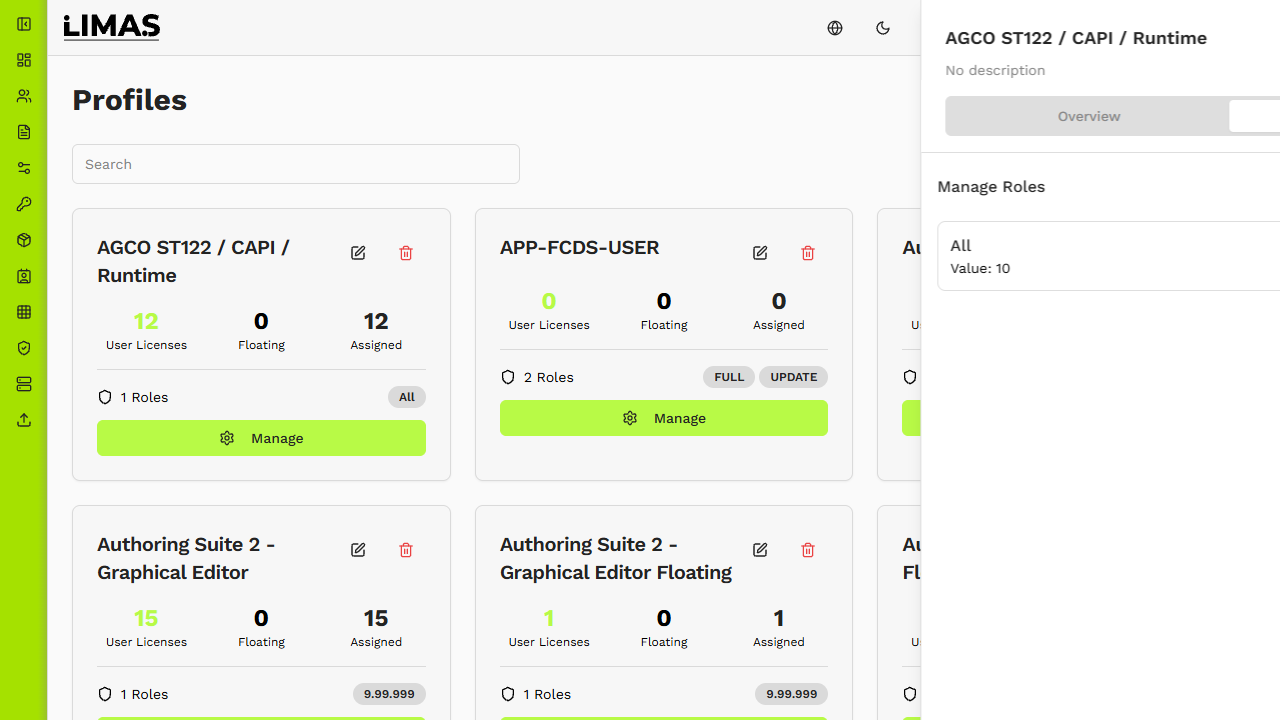 LIMAS
Profiles
Search
AGCO ST122 / CAPI /
Runtime
12
0
12
User Licenses
Floating
Assigned
1 Roles
All
Manage
APP-FCDS-USER
0
0
0
User Licenses
Floating
Assigned
2 Roles
FULL
UPDATE
Manage
Authoring Suite 2 -
Graphical Editor
15
0
15
User Licenses
Floating
Assigned
1 Roles
9.99.999
Authoring Suite 2 -
Graphical Editor Floating
1
0
1
User Licenses
Floating
Assigned
1 Roles
9.99.999
AGCO ST122 / CAPI / Runtime
No description
Overview
Manage Roles
All
Value: 10